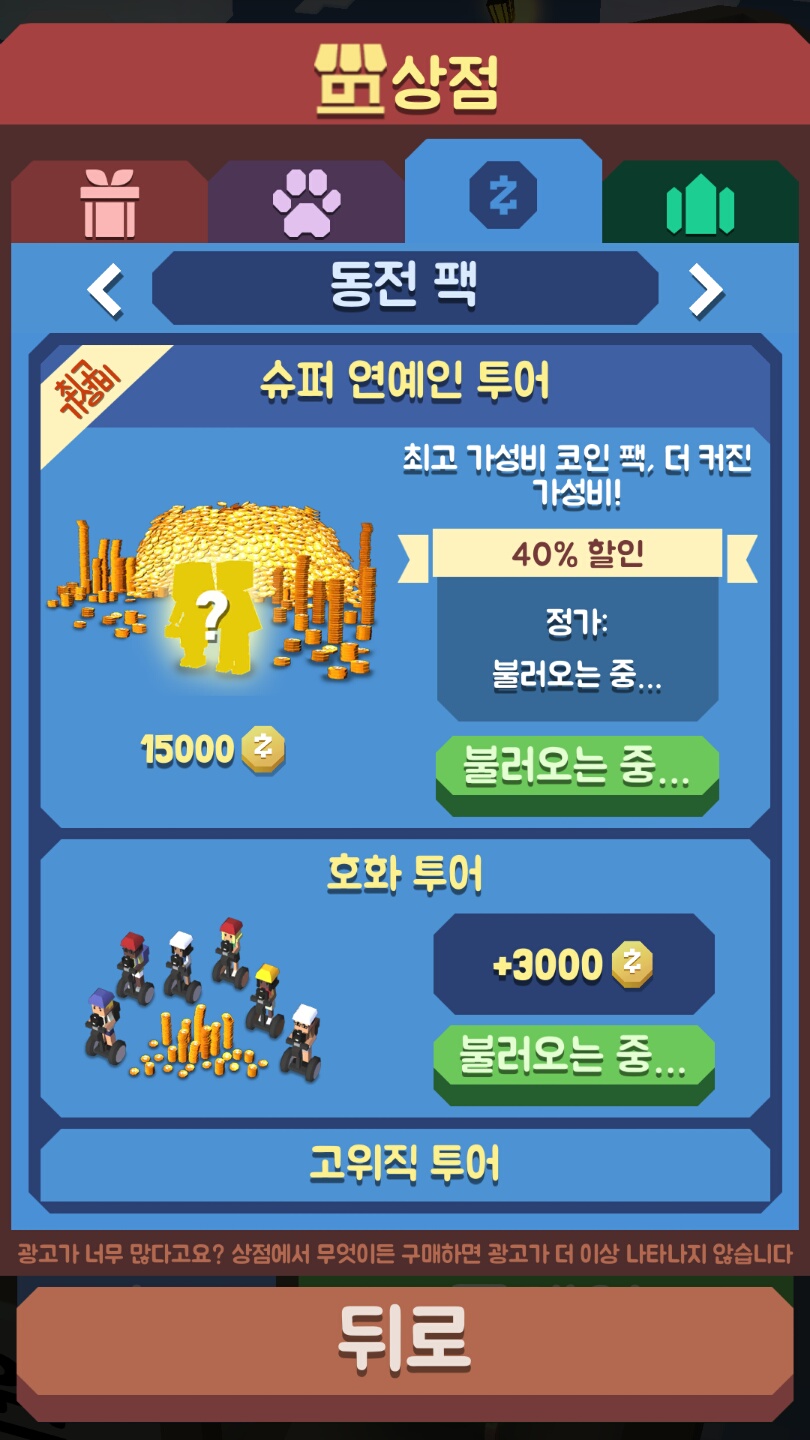 상점
동전 팩
최고
가성비
슈퍼 연예인 투어
최고 가성비 코인 팩, 더 커진
가성비!
40% 할인
정가:
불러오는 중...
?
15000
불러오는 중...
호화 투어
+3000
불러오는 중...
고위직 투어
광고가 너무 많다고요? 상점에서 무엇이든 구매하면 광고가 더 이상 나타나지 않습니다
뒤로